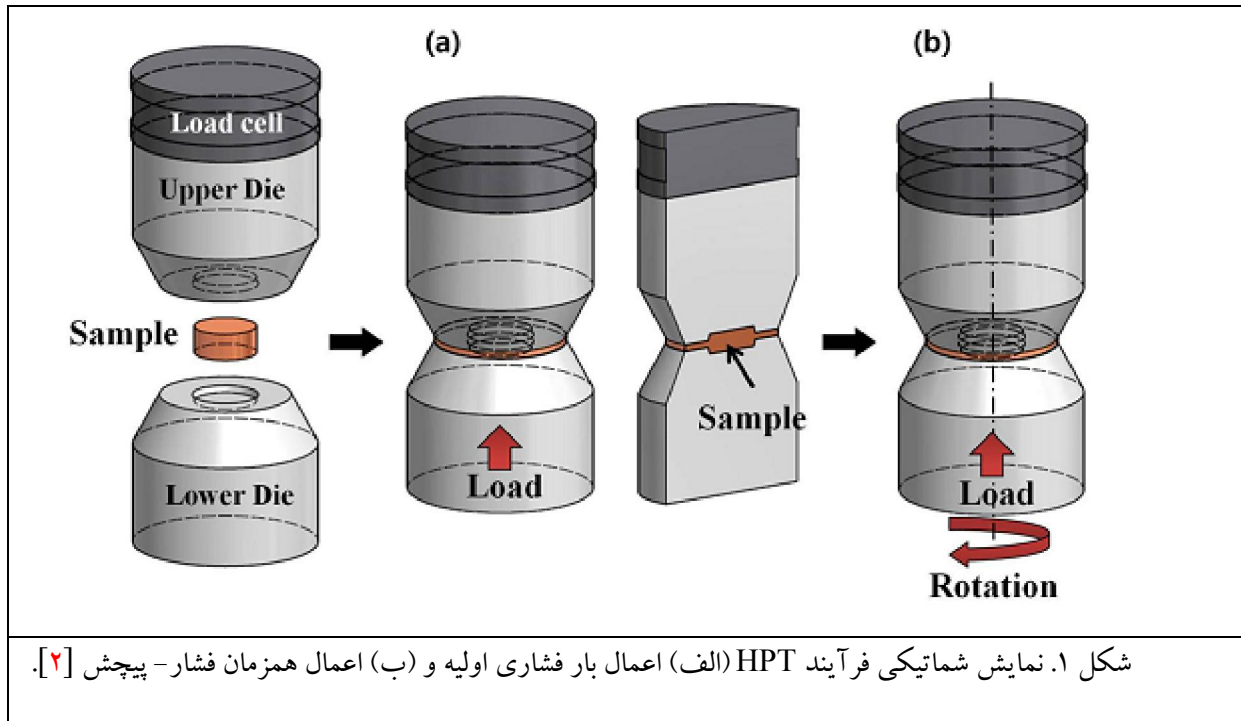 (a)
(b)
Load cell
Upper Die
Sample
Lower Die
Load
Sample
Load
Rotation
شکل ۱. نمایش شماتیکی فرآیند HPT (الف) اعمال بار فشاری اولیه و (ب) اعمال همزمان فشار- پیچش [۲].